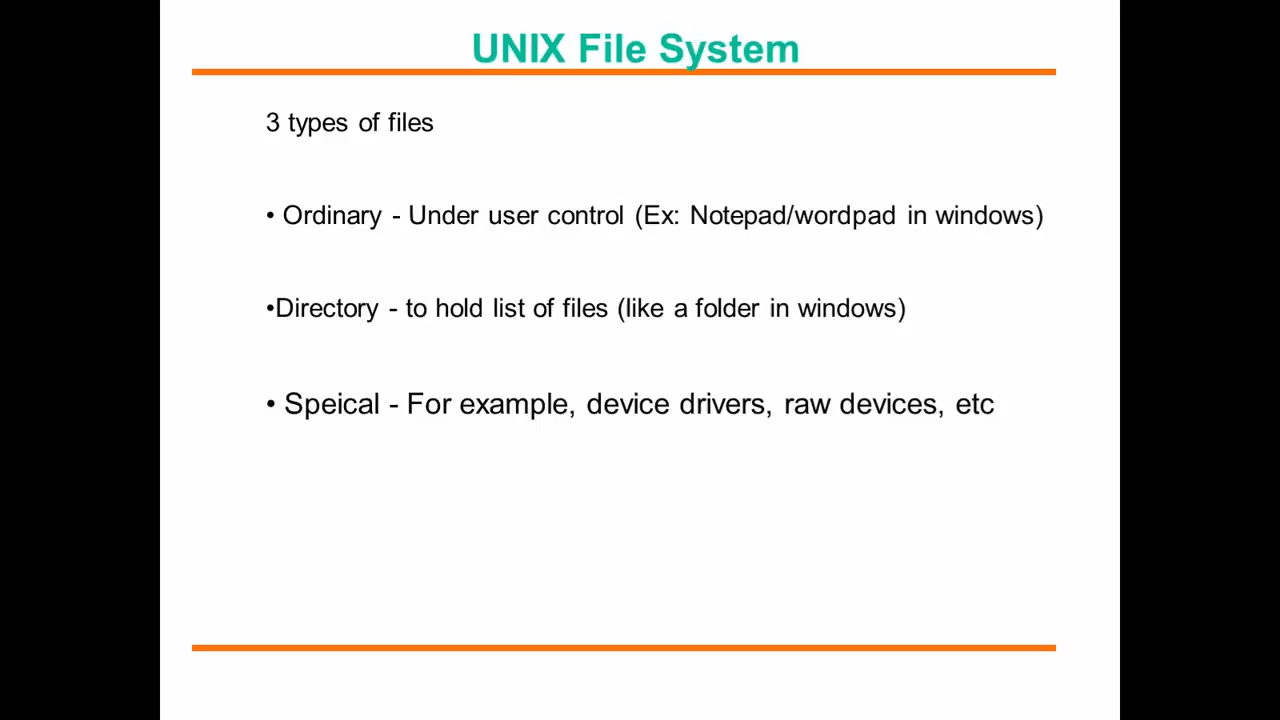 UNIX File System
3 types of files
• Ordinary - Under user control (Ex: Notepad/wordpad in windows)
•Directory - to hold list of files (like a folder in windows)
• Speical - For example, device drivers, raw devices, etc